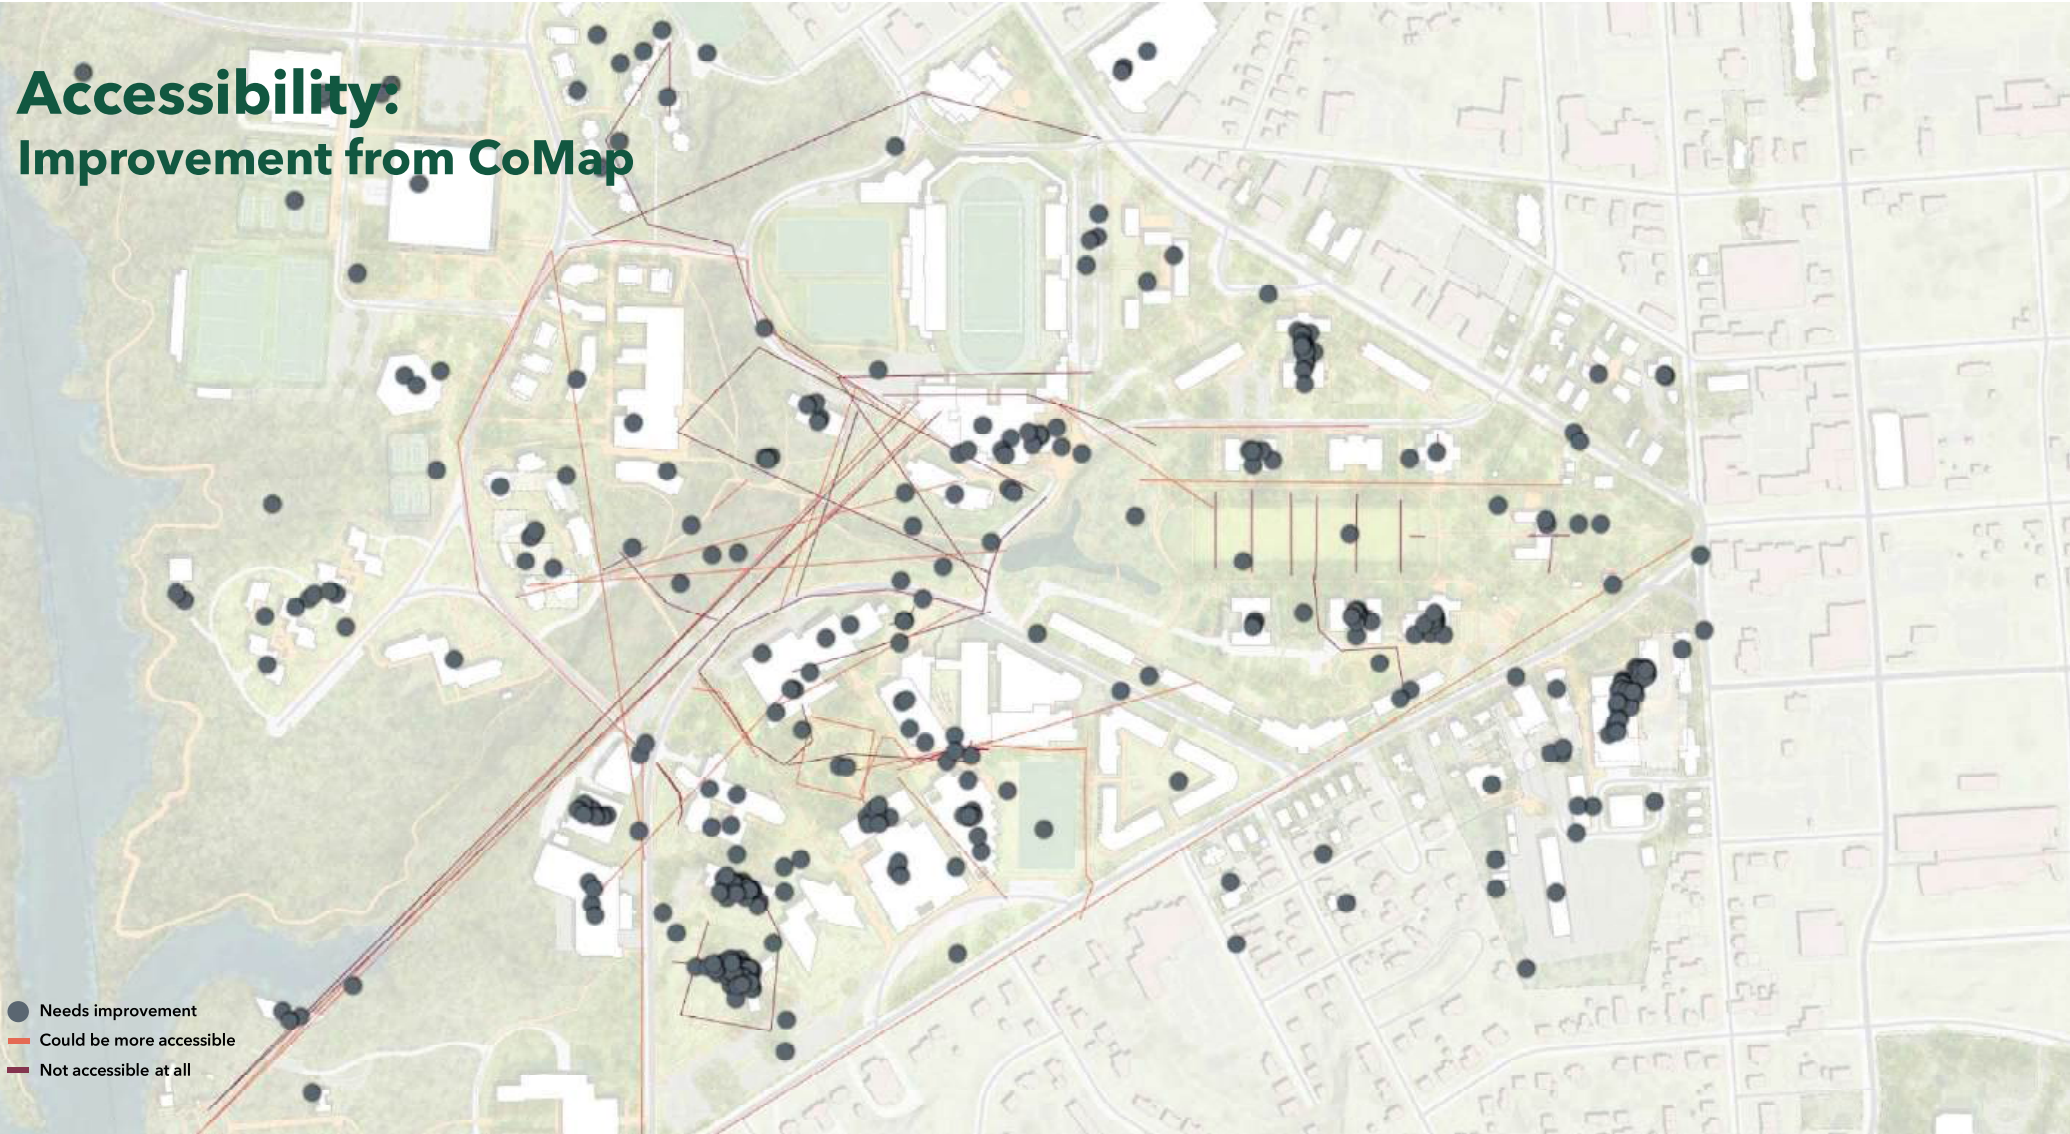 Accessibility:
Improvement from CoMap
Needs improvement
Could be more accessible
Not accessible at all